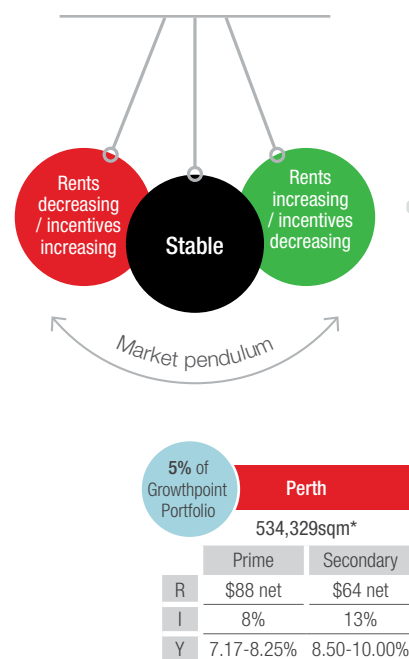 Rents
decreasing
/ incentives
increasing
Stable
Rents
increasing
/ incentives
decreasing
Market pendulum
5% of
Growthpoint
Portfolio
Perth
534,329sqm*
Prime Secondary
R $88 net $64 net
I 8% 13%
Y 7.17-8.25% 8.50-10.00%